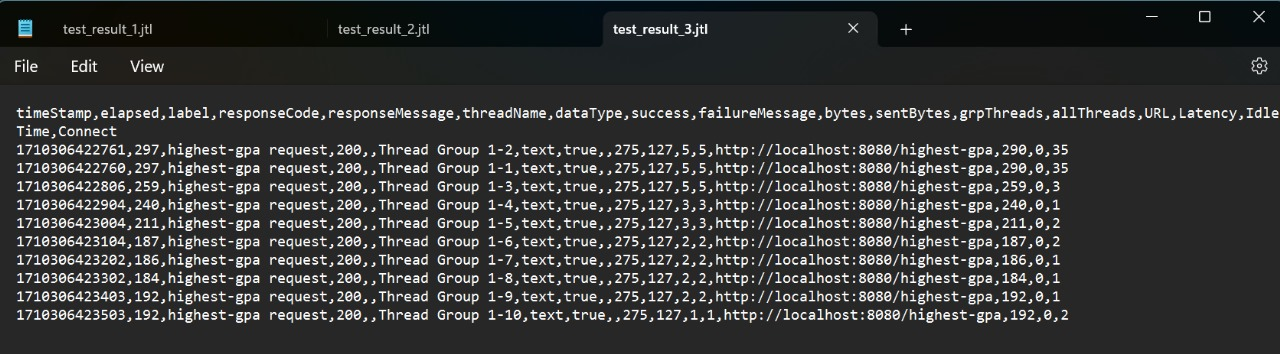 test_result_1.jtl
test_result_2.jtl
test_result_3.jtl
File Edit View
timeStamp,elapsed,label,responseCode,responseMessage,threadName,dataType,success,failureMessage,bytes,sentBytes,grpThreads,allThreads,URL,Latency,Idle
Time,Connect
1710306422761,297,highest-gpa request,200,,Thread Group 1-2,text,true,,275,127,5,5,http://localhost:8080/highest-gpa,290,0,35
1710306422760,297,highest-gpa request,200,,Thread Group 1-1,text,true,,275,127,5,5,http://localhost:8080/highest-gpa,290,0,35
1710306422806,259,highest-gpa request,200,,Thread Group 1-3,text,true,,275,127,5,5,http://localhost:8080/highest-gpa,259,0,3
1710306422904,240,highest-gpa request,200,,Thread Group 1-4,text,true,,275,127,3,3,http://localhost:8080/highest-gpa,240,0,1
1710306423004,211,highest-gpa request,200,,Thread Group 1-5,text,true,,275,127,3,3,http://localhost:8080/highest-gpa,211,0,2
1710306423104,187,highest-gpa request,200,,Thread Group 1-6,text,true,,275,127,2,2,http://localhost:8080/highest-gpa,187,0,2
1710306423202,186,highest-gpa request,200,,Thread Group 1-7,text,true,,275,127,2,2,http://localhost:8080/highest-gpa,186,0,1
1710306423302,184,highest-gpa request,200,,Thread Group 1-8,text,true,,275,127,2,2,http://localhost:8080/highest-gpa,184,0,1
1710306423403,192,highest-gpa request,200,,Thread Group 1-9,text,true,,275,127,2,2,http://localhost:8080/highest-gpa,192,0,1
1710306423503,192,highest-gpa request,200,,Thread Group 1-10,text,true,,275,127,1,1,http://localhost:8080/highest-gpa,192,0,2